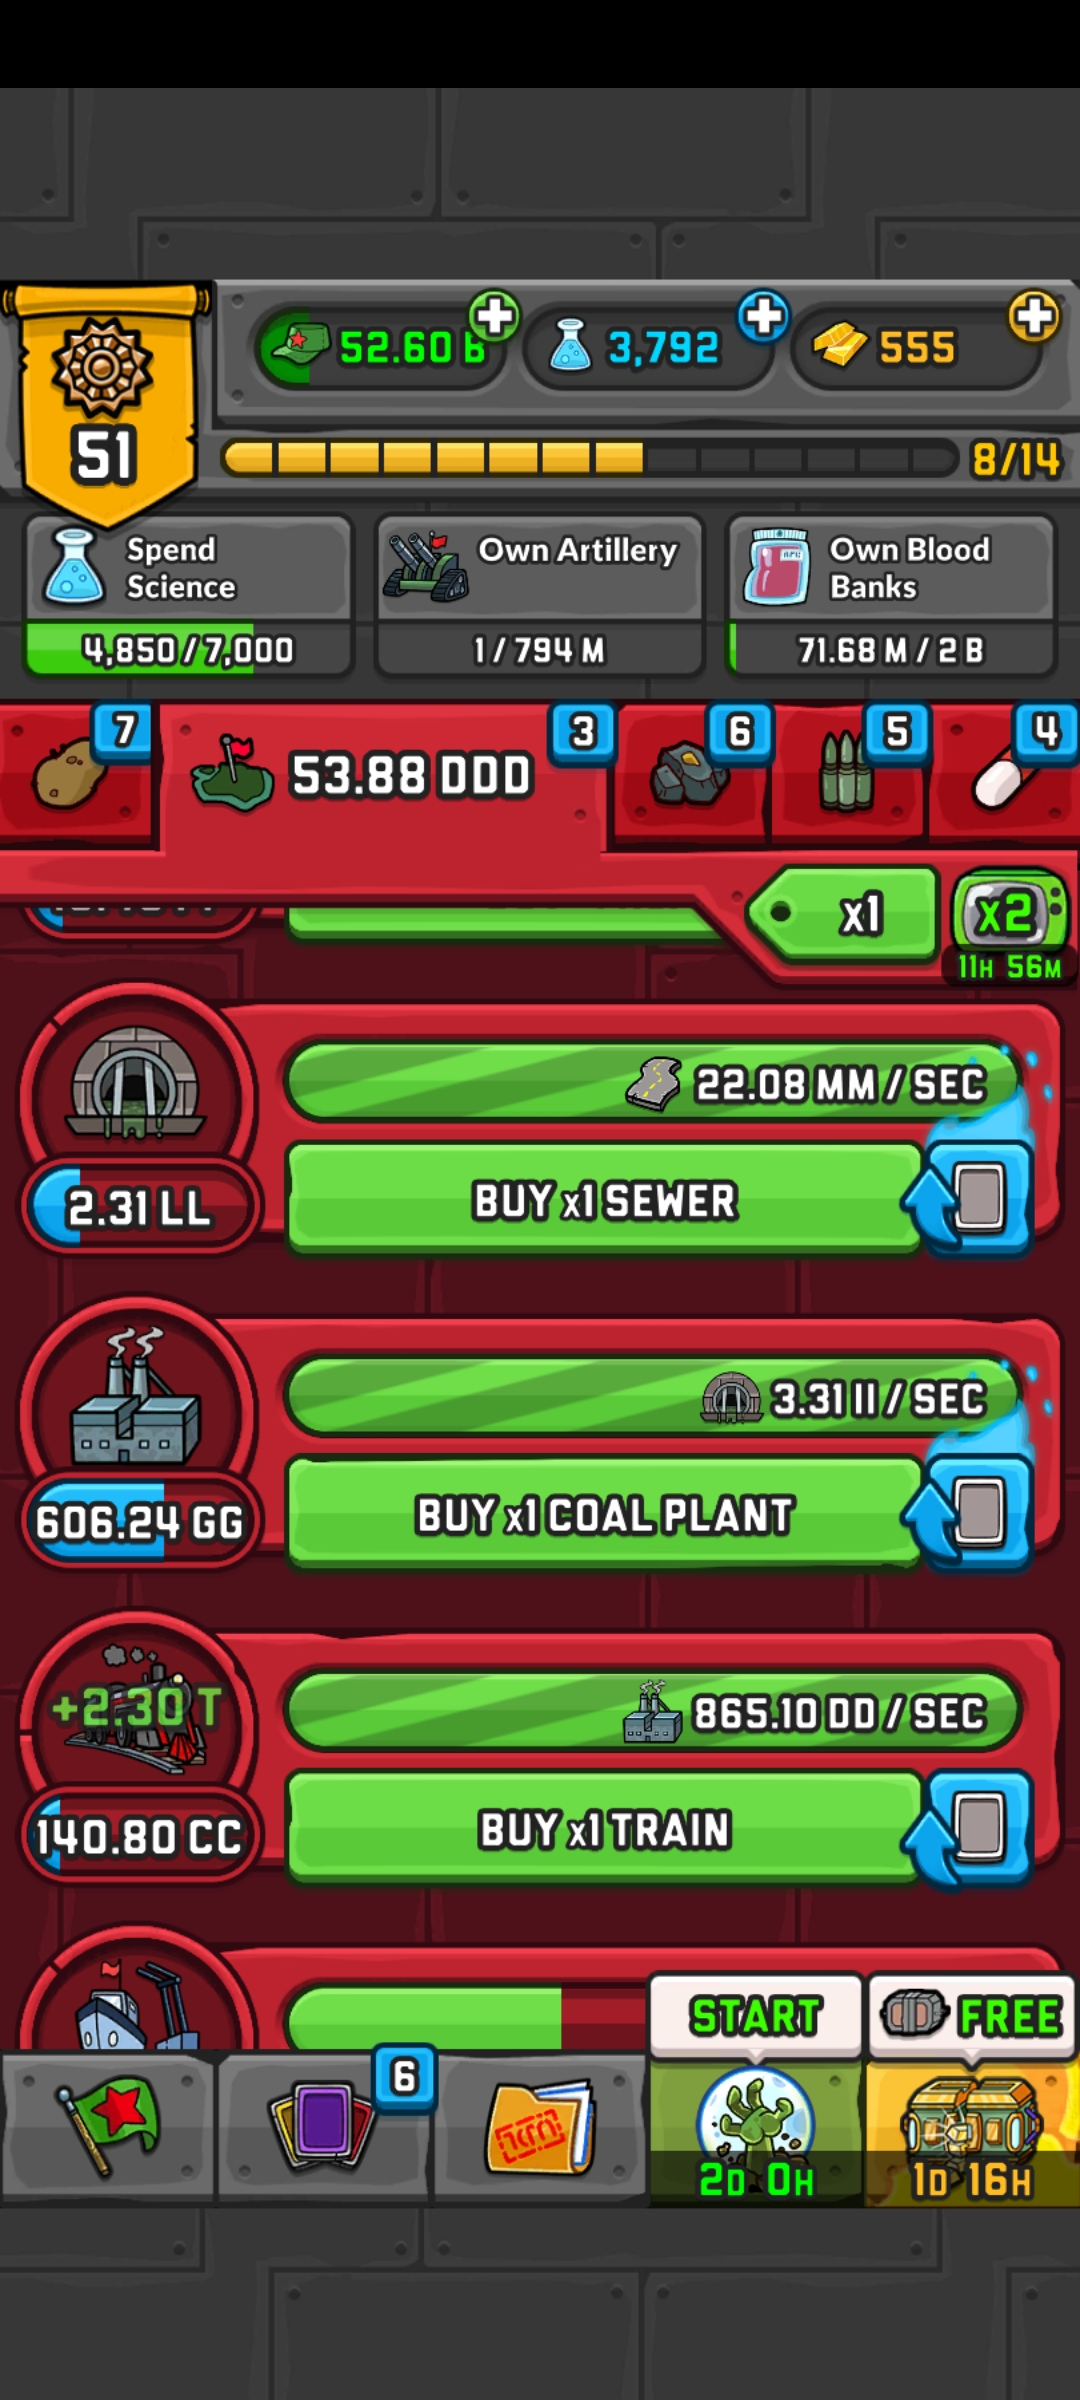 52.60 B
3,792
555
51
8/14
Spend
Science
Own Artillery
Own Blood
Banks
4,850/7,000
1/794 M
71.68 M/2 B
7
3
6
5
4
53.88 DDD
x1
x2
11H 56M
22.08 MM/SEC
BUY x1 SEWER
2.31 LL
3.31 II/SEC
BUY x1 COAL PLANT
606.24 GG
+2.30 T
865.10 DD/SEC
BUY x1 TRAIN
140.80 CC
START
FREE
6
2D 0H
1D 16H